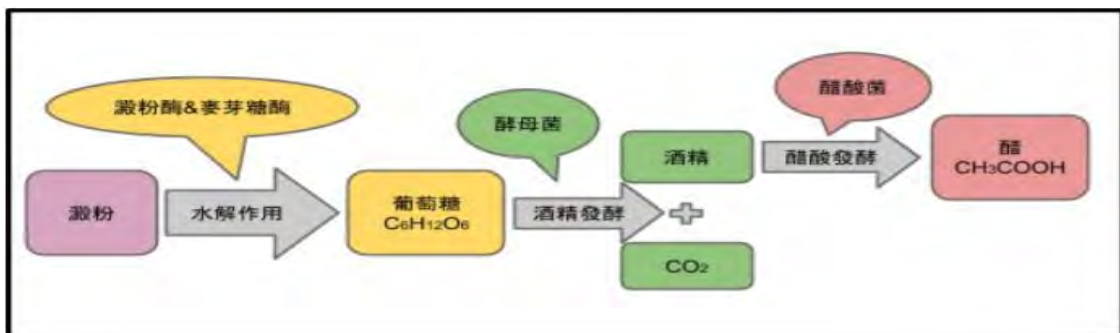 澱粉酶&麥芽糖酶
酵母菌
醋酸菌
澱粉
水解作用
葡萄糖
C6H12O6
酒精發酵
酒精
CO2
醋酸發酵
醋
CH3COOH